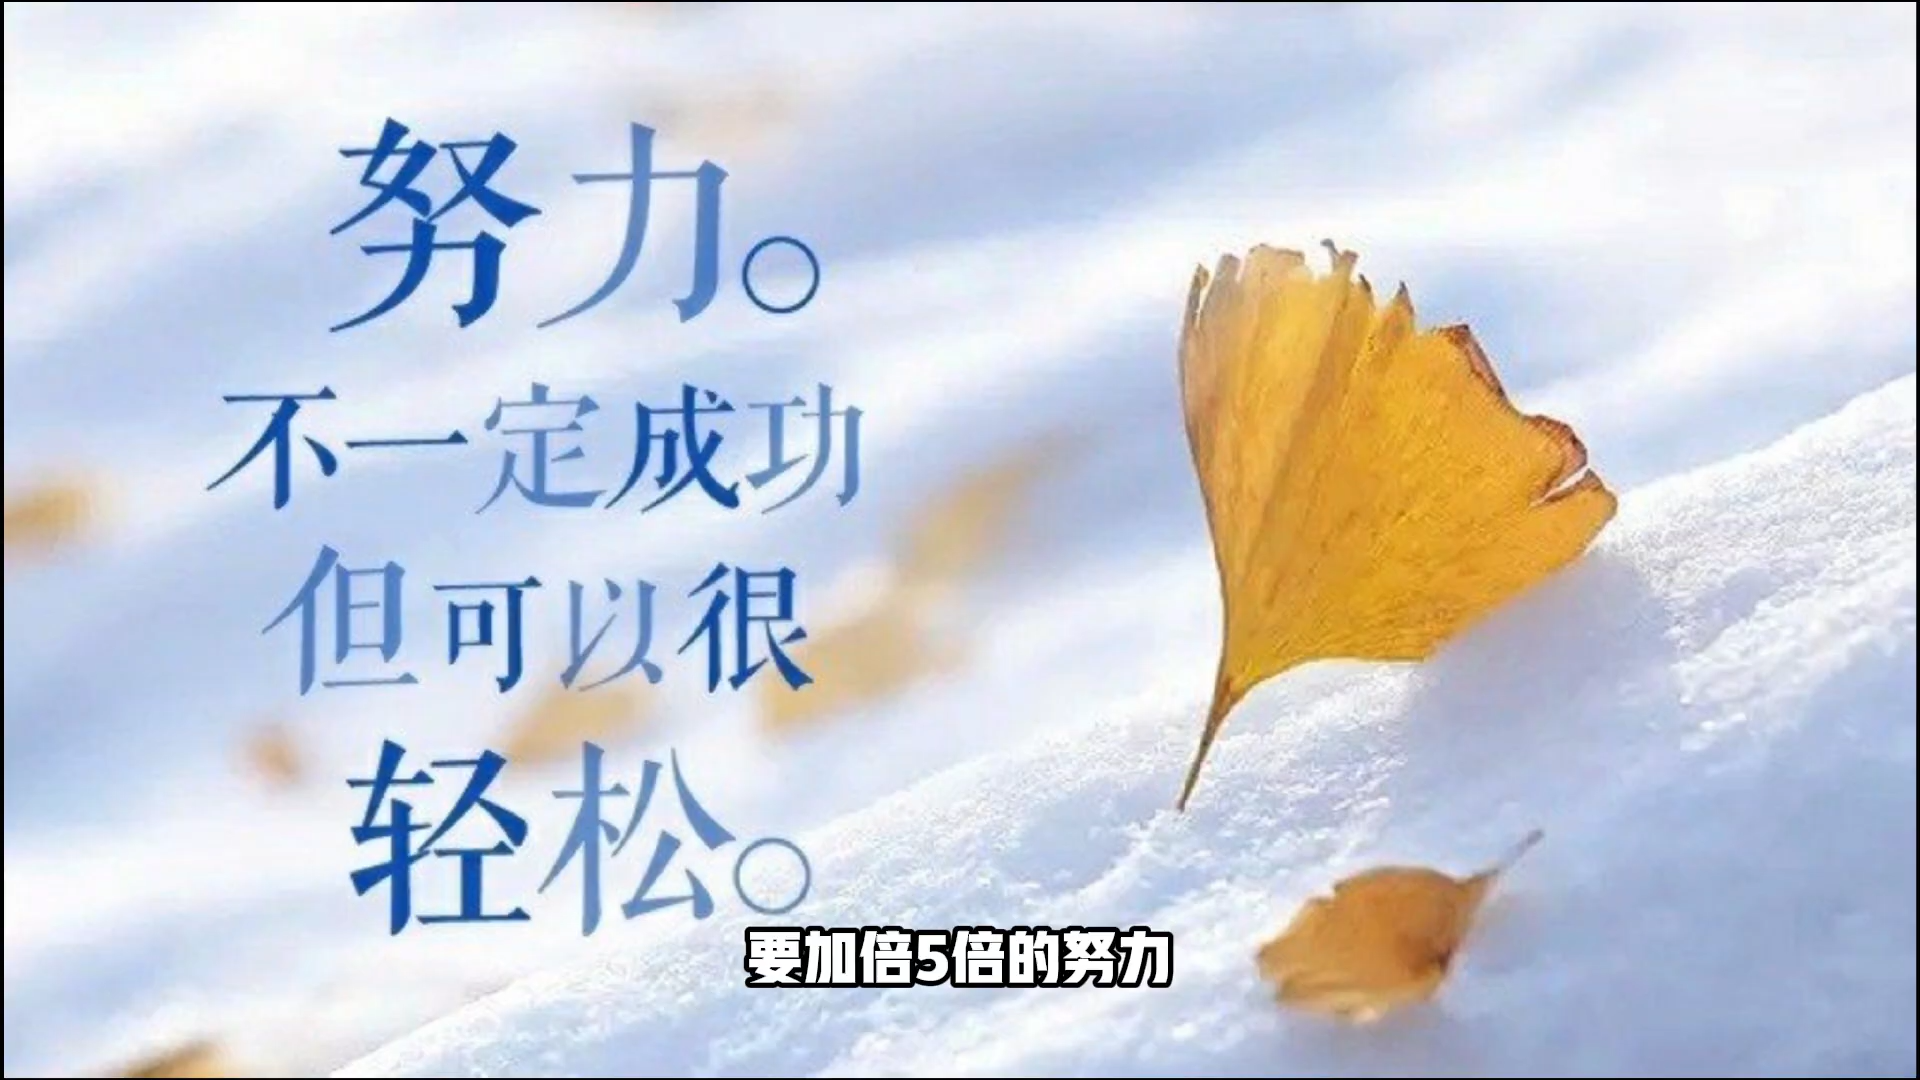 努力。
不一定成功
但可以很
轻松。
要加倍5倍的努力